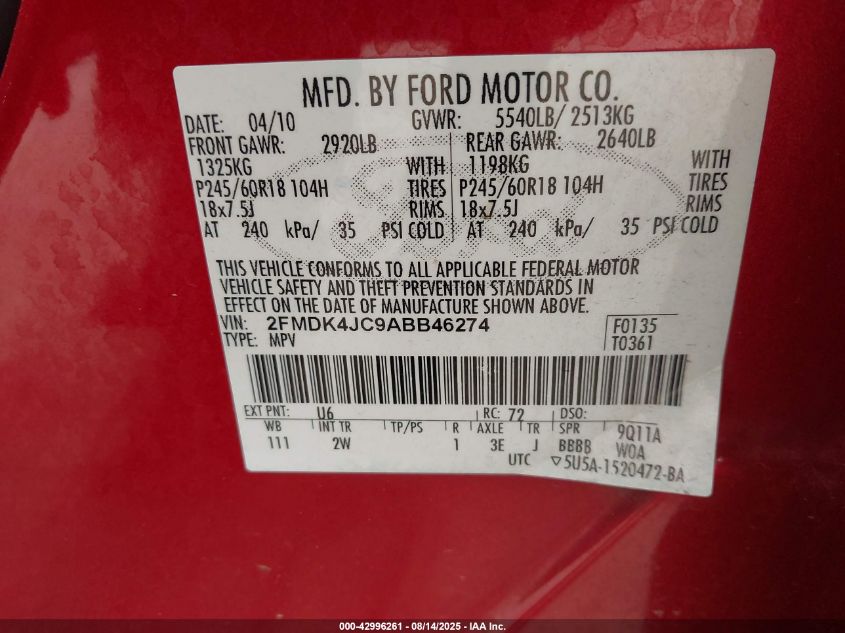 MFD. BY FORD MOTOR CO.
DATE: 04/10 GVWR: 5540LB/ 2513KG
FRONT GAWR: 2920LB REAR GAWR: 2640LB
1325KG WITH 1198KG WITH
P245/60R18 104H TIRES P245/60R18 104H TIRES
18x7.5J RIMS 18x7.5J RIMS
AT 240 kPa/ 35 PSI COLD AT 240 kPa/ 35 PSI COLD
THIS VEHICLE CONFORMS TO ALL APPLICABLE FEDERAL MOTOR
VEHICLE SAFETY AND THEFT PREVENTION STANDARDS IN
EFFECT ON THE DATE OF MANUFACTURE SHOWN ABOVE.
VIN: 2FMDK4JC9ABB46274 F0135
TYPE: MPV T0361
EXT PNT: U6 RC: 72 DSO:
WB INT TR TP/PS R AXLE TR SPR 9Q11A
111 2W 1 3E J BBBB W0A
UTC ▽5U5A-1520472-BA
000-42996261 - 08/14/2025 - IAA Inc.